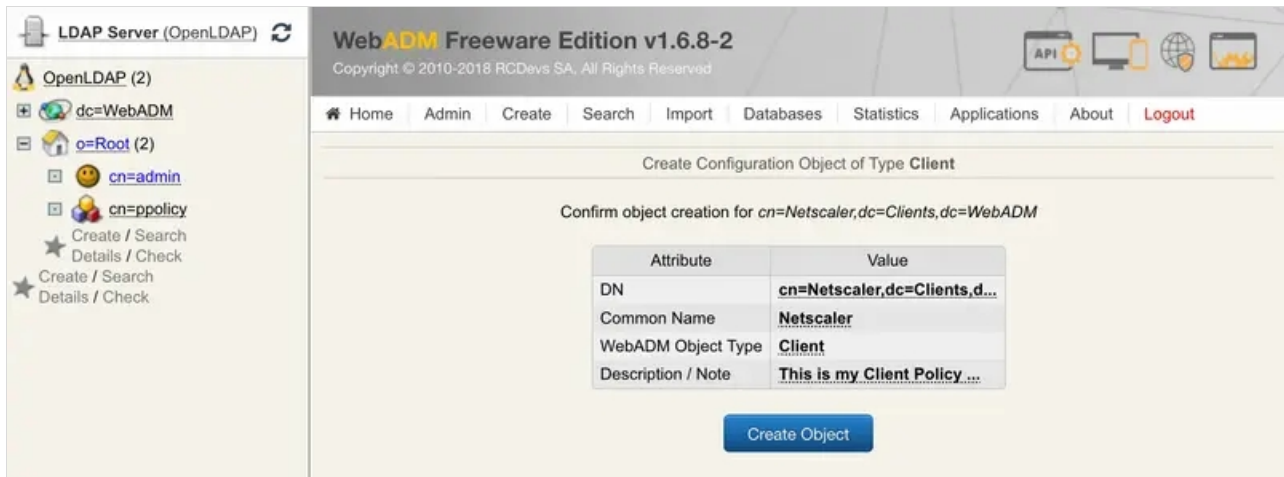 LDAP Server (OpenLDAP)
OpenLDAP (2)
dc=WebADM
o=Root (2)
cn=admin
cn=ppolicy
Create / Search
Details / Check
Create / Search
Details / Check
WebADM Freeware Edition v1.6.8-2
Copyright © 2010-2018 RCDevs SA, All Rights Reserved
API
Home Admin Create Search Import Databases Statistics Applications About Logout
Create Configuration Object of Type Client
Confirm object creation for cn=Netscaler,dc=Clients,dc=WebADM
Attribute Value
DN cn=Netscaler,dc=Clients,d...
Common Name Netscaler
WebADM Object Type Client
Description / Note This is my Client Policy ...
Create Object